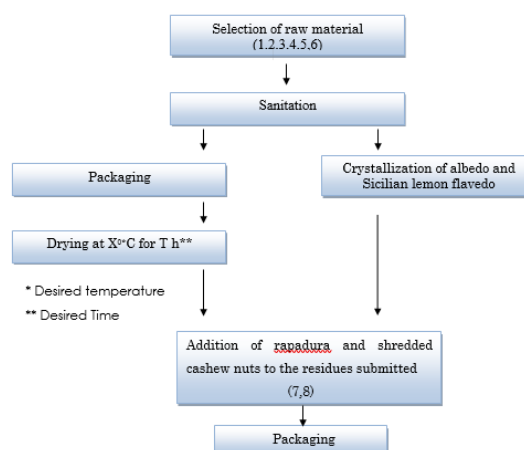 Selection of raw material
(1,2,3,4,5,6)
Sanitation
Packaging
Crystallization of albedo and
Sicilian lemon flavedo
Drying at X⁰*C for T h**
* Desired temperature
** Desired Time
Addition of rapadura and shredded
cashew nuts to the residues submitted
(7,8)
Packaging